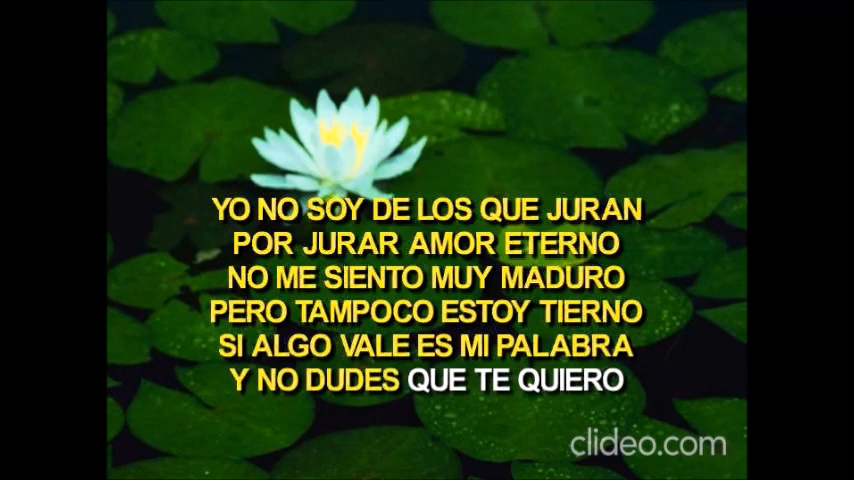 YO NO SOY DE LOS QUE JURAN
POR JURAR AMOR ETERNO
NO ME SIENTO MUY MADURO
PERO TAMPOCO ESTOY TIERNO
SI ALGO VALE ES MI PALABRA
Y NO DUDES QUE TE QUIERO
clideo.com